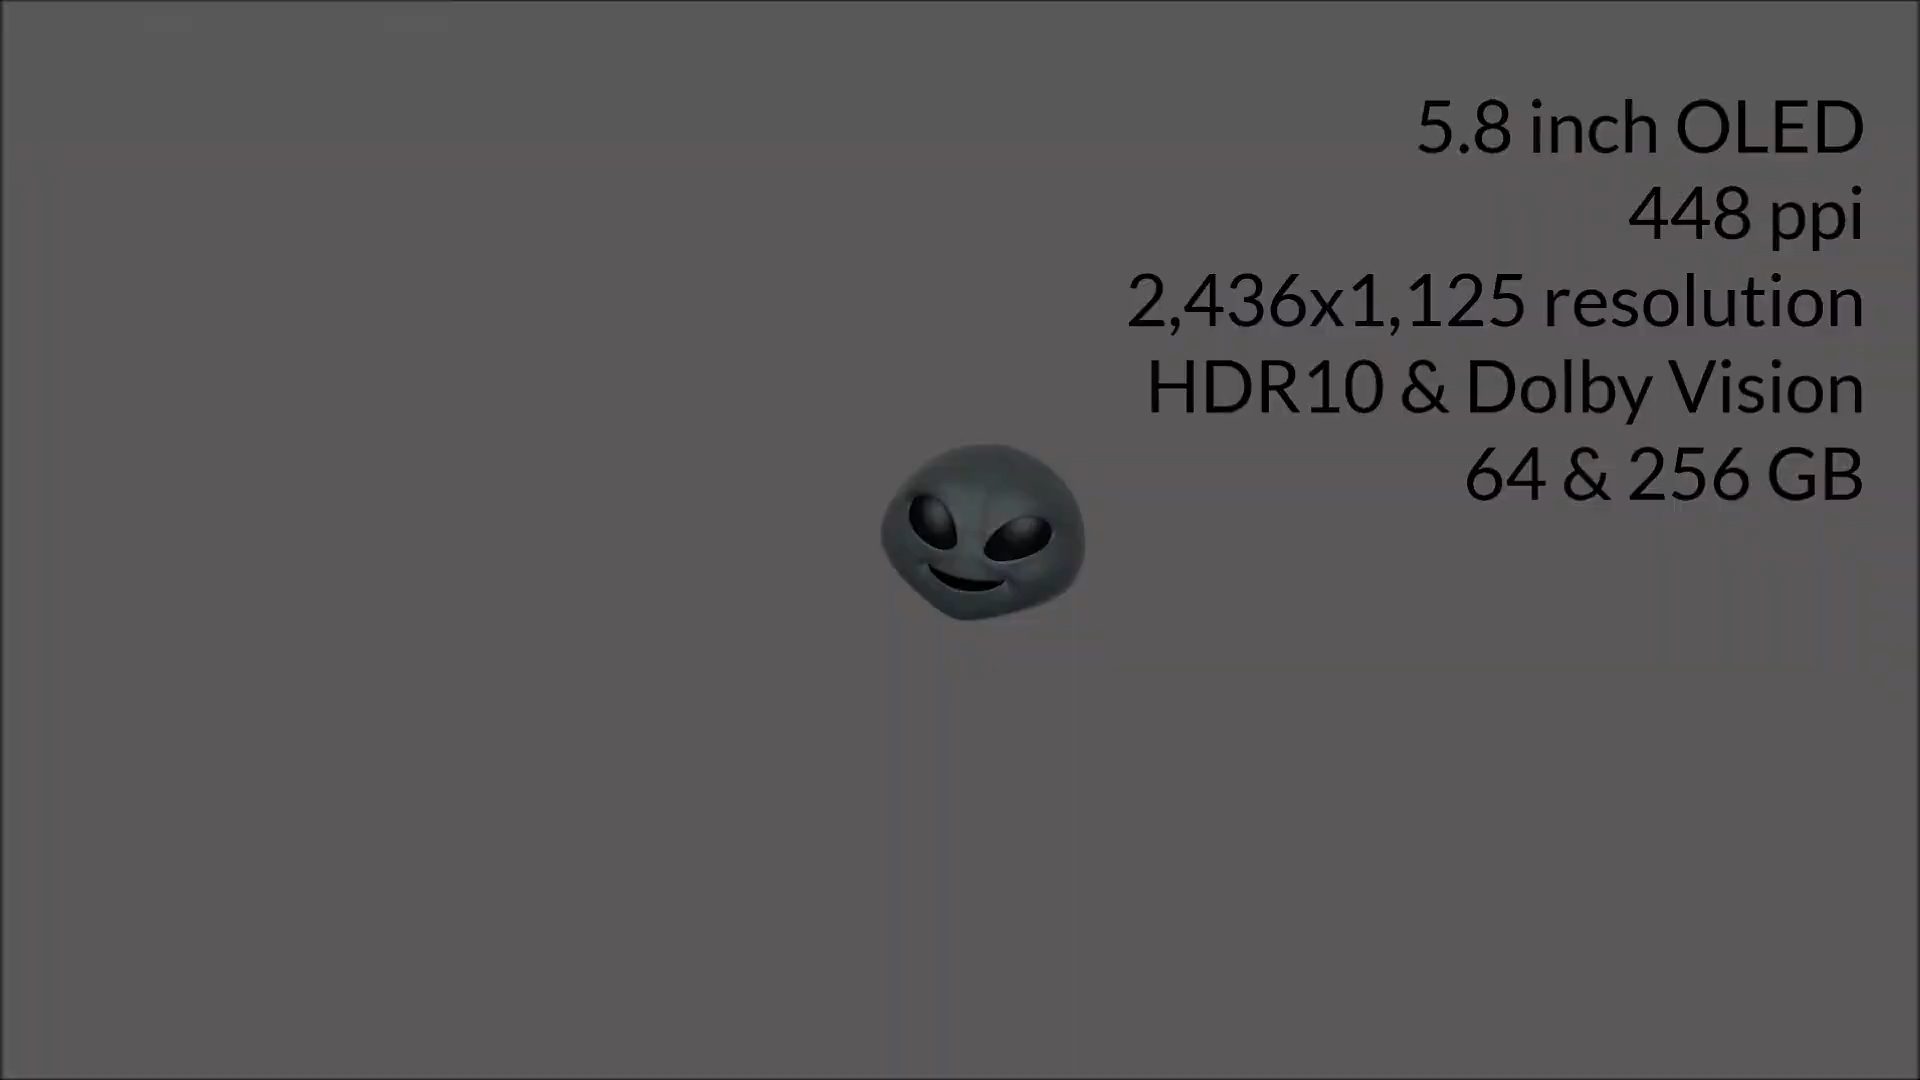 5.8 inch OLED
448 ppi
2,436x1,125 resolution
HDR10 & Dolby Vision
64 & 256 GB